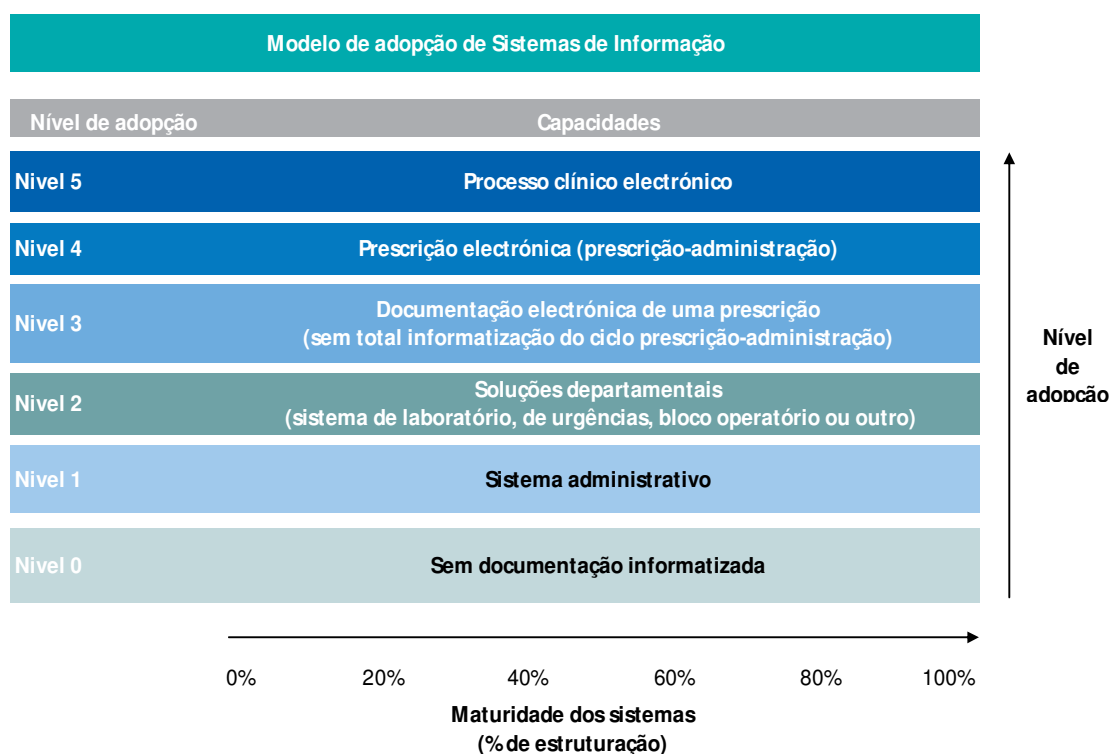 Modelo de adopção de Sistemas de Informação
Nível de adopção Capacidades
Nivel 5 Processo clínico electrónico
Nivel 4 Prescrição electrónica (prescrição-administração)
Nivel 3 Documentação electrónica de uma prescrição
(sem total informatização do ciclo prescrição-administração)
Nivel 2 Soluções departamentais
(sistema de laboratório, de urgências, bloco operatório ou outro)
Nivel 1 Sistema administrativo
Nivel 0 Sem documentação informatizada
Nível
de
adopção
0% 20% 40% 60% 80% 100%
Maturidade dos sistemas
(% de estruturação)